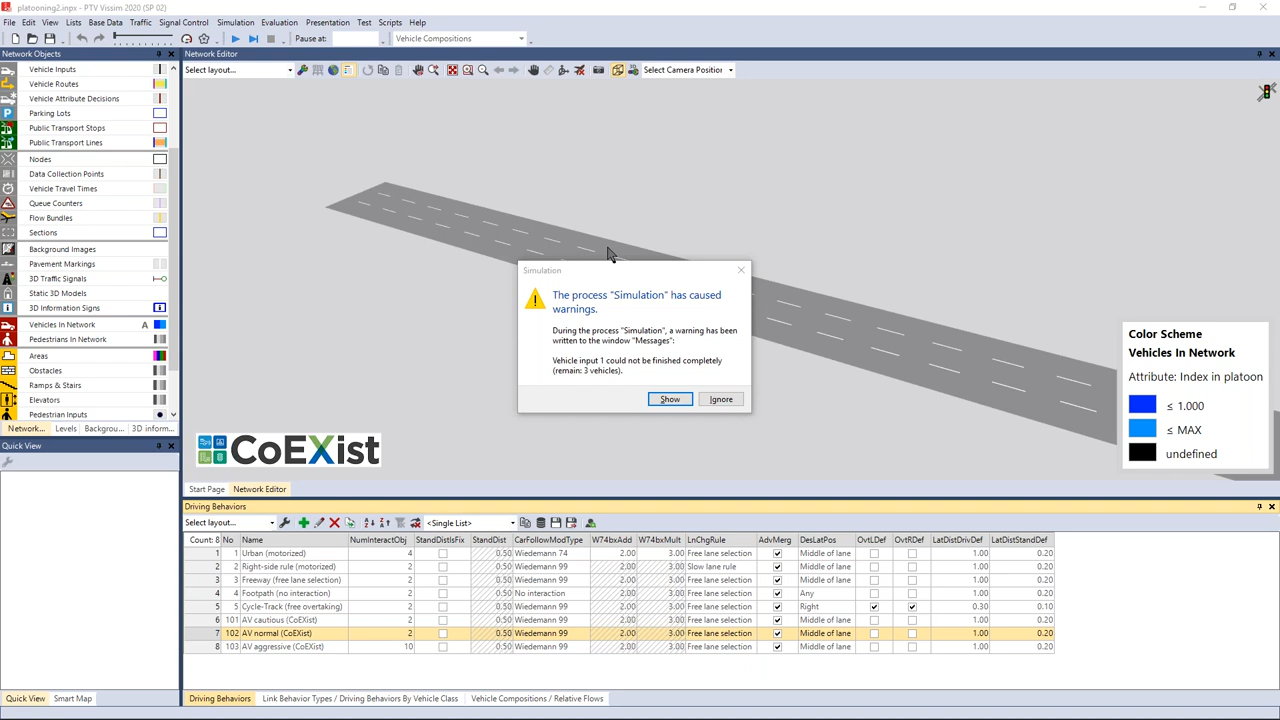 platooning2.inpx - PTV Vissim 2020 (SP 02)
File Edit View Lists Base Data Traffic Signal Control Simulation Evaluation Presentation Test Scripts Help
Pause at: Vehicle Compositions
Network Objects
Network Editor
Select layout...
Select Camera Position
Vehicle Inputs
Vehicle Routes
Vehicle Attribute Decisions
Parking Lots
Public Transport Stops
Public Transport Lines
Nodes
Data Collection Points
Vehicle Travel Times
Queue Counters
Flow Bundles
Sections
Background Images
Pavement Markings
3D Traffic Signals
Static 3D Models
3D Information Signs
Vehicles In Network A
Pedestrians In Network
Areas
Obstacles
Ramps & Stairs
Elevators
Pedestrian Inputs
Network... Levels Backgrou... 3D inform...
Quick View
Simulation
The process "Simulation" has caused
warnings.
During the process "Simulation", a warning has been
written to the window "Messages":
Vehicle input 1 could not be finished completely
(remain: 3 vehicles).
Show Ignore
Color Scheme
Vehicles In Network
Attribute: Index in platoon
≤ 1.000
≤ MAX
undefined
CoEXist
Start Page Network Editor
Driving Behaviors
Select layout... <Single List>
Count: 8 No Name NumInteractObj StandDistIsFix StandDist CarFollowModType W74bxAdd W74bxMult LnChgRule AdvMerg DesLatPos OvtLDef OvtRDef LatDistDrivDef LatDistStandDef
1 1 Urban (motorized) 4 0.50 Wiedemann 74 2.00 3.00 Free lane selection Middle of lane 1.00 0.20
2 2 Right-side rule (motorized) 2 0.50 Wiedemann 99 2.00 3.00 Slow lane rule Middle of lane 1.00 0.20
3 3 Freeway (free lane selection) 2 0.50 Wiedemann 99 2.00 3.00 Free lane selection Middle of lane 1.00 0.20
4 4 Footpath (no interaction) 2 0.50 No interaction 2.00 3.00 Free lane selection Any 1.00 0.20
5 5 Cycle-Track (free overtaking) 2 0.50 Wiedemann 99 2.00 3.00 Free lane selection Right 0.30 0.10
6 101 AV cautious (CoEXist) 2 0.50 Wiedemann 99 2.00 3.00 Free lane selection Middle of lane 1.00 0.20
7 102 AV normal (CoEXist) 2 0.50 Wiedemann 99 2.00 3.00 Free lane selection Middle of lane 1.00 0.20
8 103 AV aggressive (CoEXist) 10 0.50 Wiedemann 99 2.00 3.00 Free lane selection Middle of lane 1.00 0.20
Quick View Smart Map
Driving Behaviors Link Behavior Types / Driving Behaviors By Vehicle Class Vehicle Compositions / Relative Flows